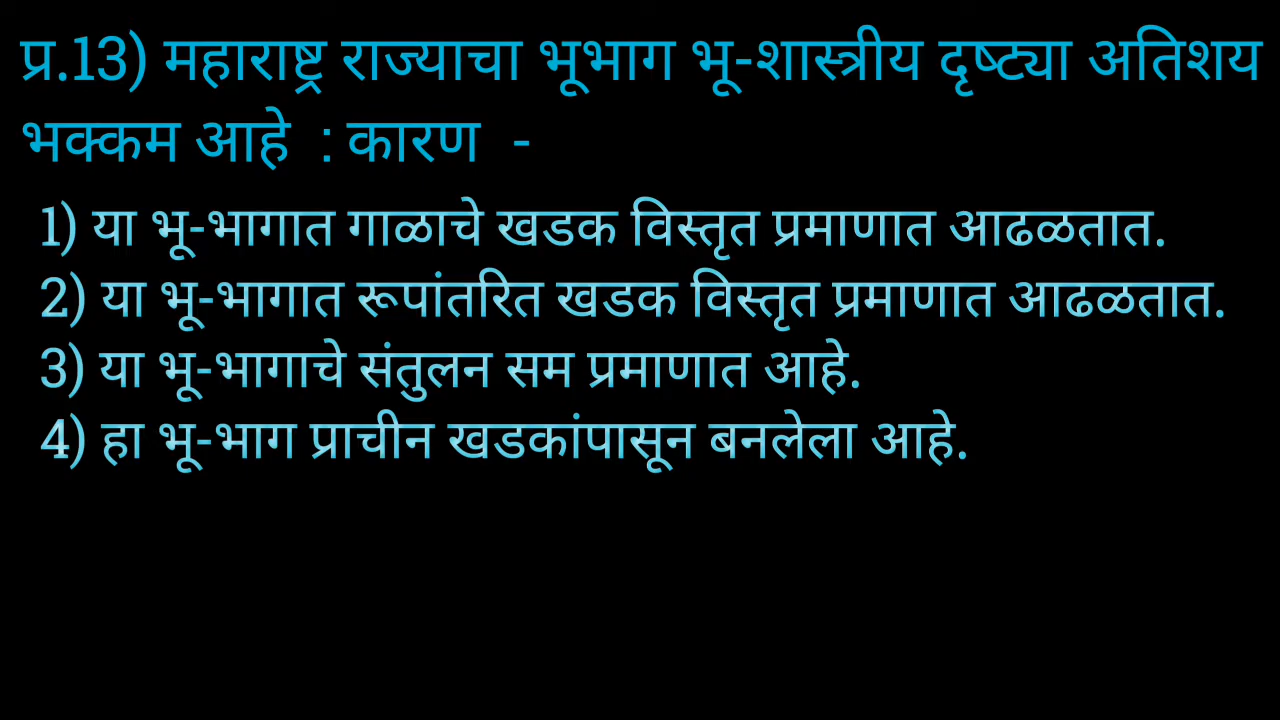 प्र.13) महाराष्ट्र राज्याचा भूभाग भू-शास्त्रीय दृष्ट्या अतिशय
भक्कम आहे : कारण -
1) या भू-भागात गाळाचे खडक विस्तृत प्रमाणात आढळतात.
2) या भू-भागात रूपांतरित खडक विस्तृत प्रमाणात आढळतात.
3) या भू-भागाचे संतुलन सम प्रमाणात आहे.
4) हा भू-भाग प्राचीन खडकांपासून बनलेला आहे.